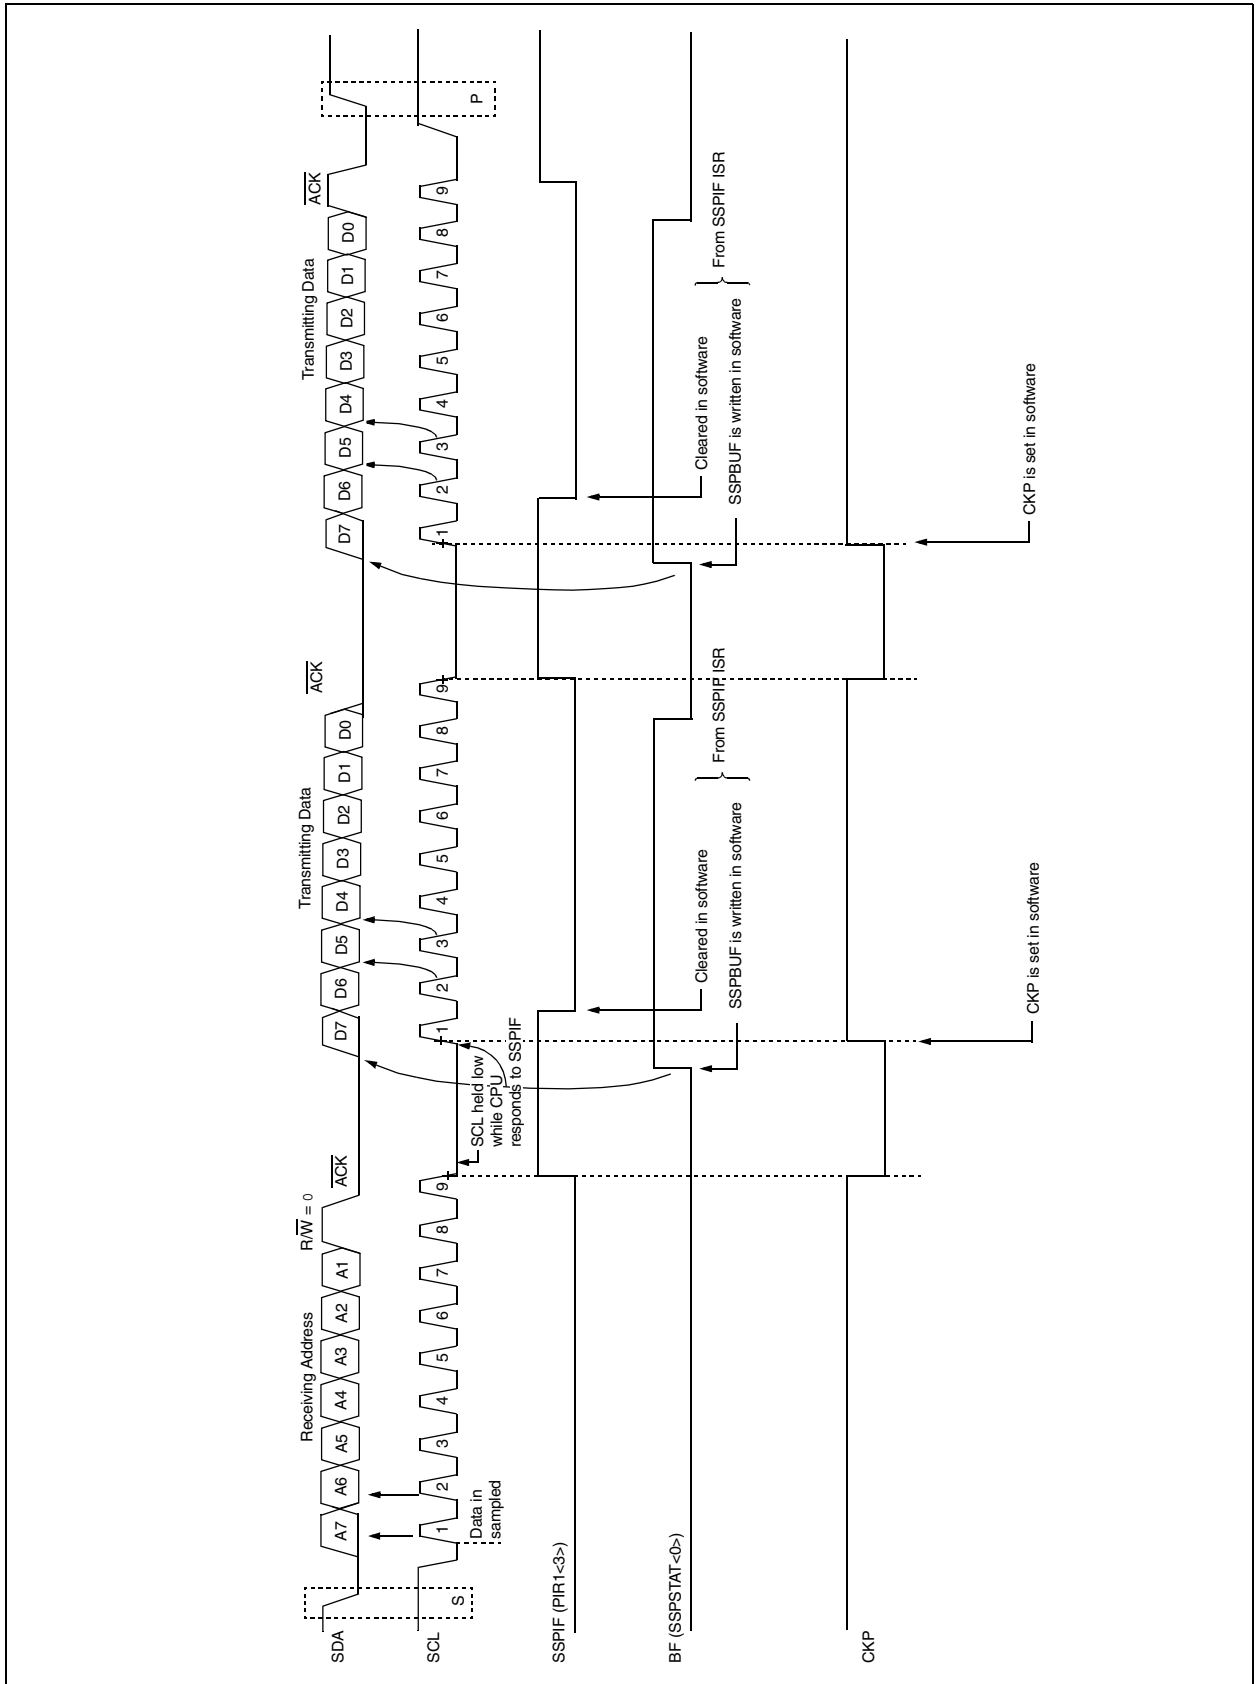 Receiving Address
R/W = 0
ACK
Transmitting Data
ACK
Transmitting Data
ACK
SDA
A7
A6
A5
A4
A3
A2
A1
D7
D6
D5
D4
D3
D2
D1
D0
D7
D6
D5
D4
D3
D2
D1
D0
SCL
S
1
2
3
4
5
6
7
8
9
1
2
3
4
5
6
7
8
9
1
2
3
4
5
6
7
8
9
P
Data in
sampled
SCL held low
while CPU
responds to SSPIF
SSPIF (PIR1<3>)
BF (SSPSTAT<0>)
Cleared in software
SSPBUF is written in software
From SSPIF ISR
Cleared in software
SSPBUF is written in software
From SSPIF ISR
CKP
CKP is set in software
CKP is set in software